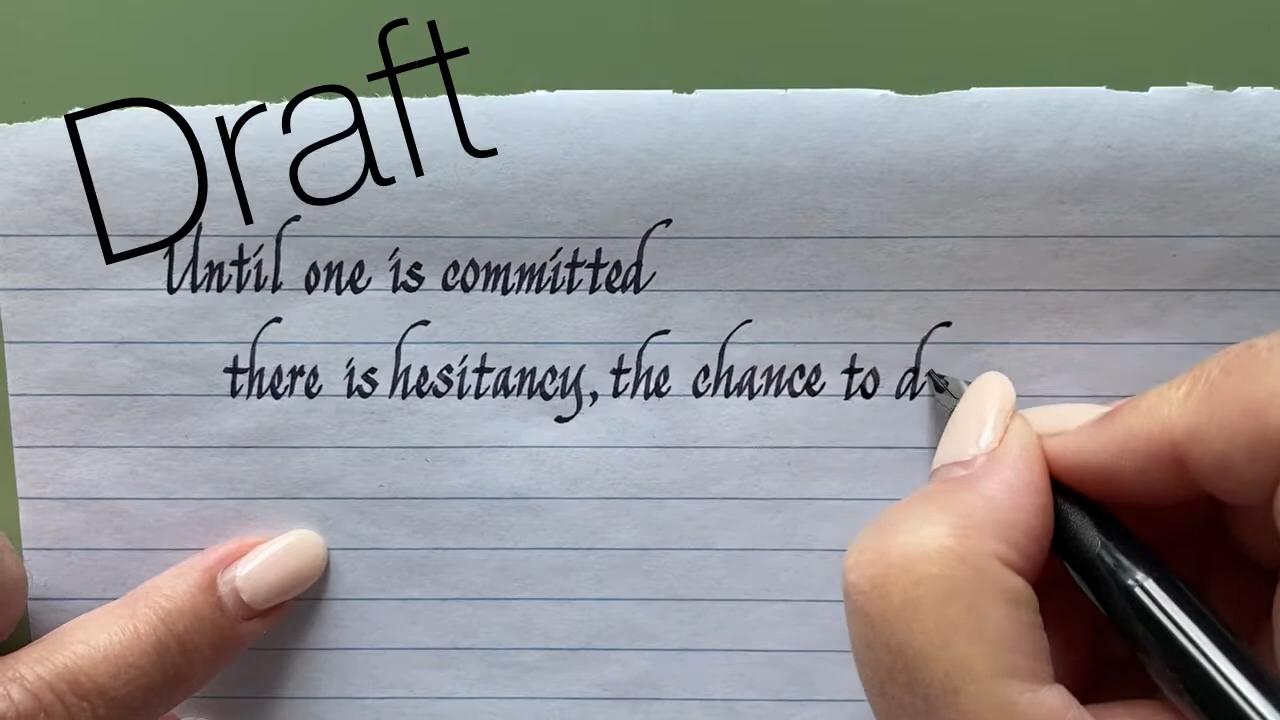 Draft
Until one is committed
there is hesitancy, the chance to d